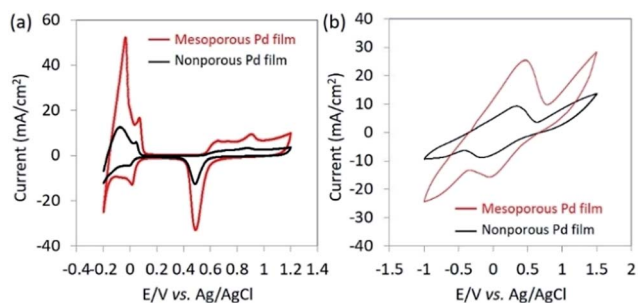 (a)
60
40
20
0
-20
-40
Current (mA/cm²)
Mesoporous Pd film
Nonporous Pd film
-0.4-0.2 0 0.2 0.4 0.6 0.8 1 1.2 1.4
E/V vs. Ag/AgCl
(b)
40
30
20
10
0
-10
-20
-30
-40
Current (mA/cm²)
Mesoporous Pd film
Nonporous Pd film
-1.5 -1 -0.5 0 0.5 1 1.5 2
E/V vs. Ag/AgCl